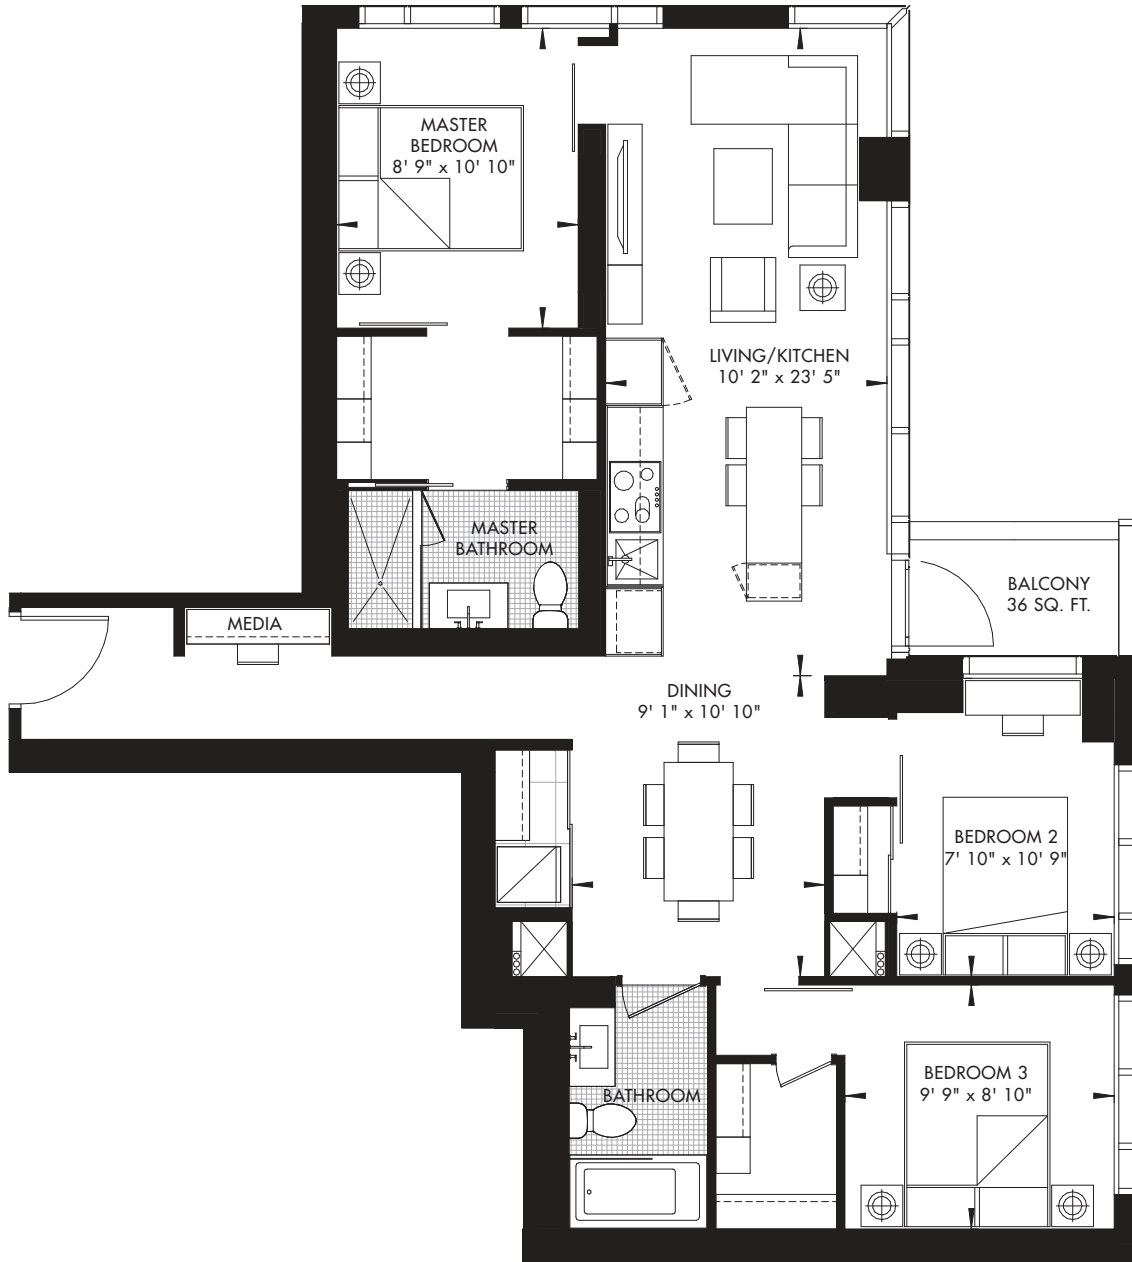 MASTER
BEDROOM
8' 9" x 10' 10"
LIVING/KITCHEN
10' 2" x 23' 5"
MASTER
BATHROOM
BALCONY
36 SQ. FT.
MEDIA
DINING
9' 1" x 10' 10"
BEDROOM 2
7' 10" x 10' 9"
BEDROOM 3
9' 9" x 8' 10"
BATHROOM